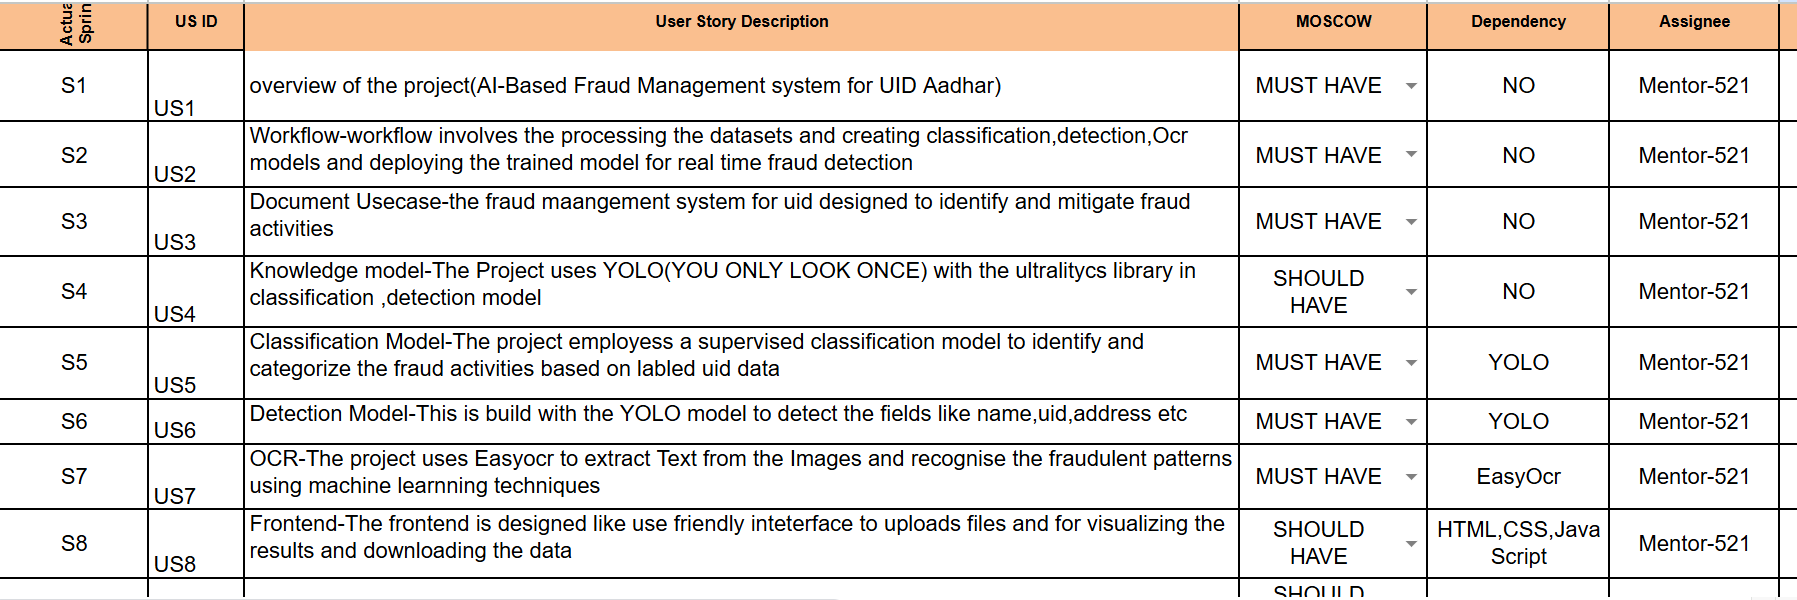 Actua
Sprin
US ID
User Story Description
MOSCOW
Dependency
Assignee
S1
US1
overview of the project(AI-Based Fraud Management system for UID Aadhar)
MUST HAVE
NO
Mentor-521
S2
US2
Workflow-workflow involves the processing the datasets and creating classification,detection,Ocr
models and deploying the trained model for real time fraud detection
MUST HAVE
NO
Mentor-521
S3
US3
Document Usecase-the fraud maangement system for uid designed to identify and mitigate fraud
activities
MUST HAVE
NO
Mentor-521
S4
US4
Knowledge model-The Project uses YOLO(YOU ONLY LOOK ONCE) with the ultralitycs library in
classification ,detection model
SHOULD
HAVE
NO
Mentor-521
S5
US5
Classification Model-The project employess a supervised classification model to identify and
categorize the fraud activities based on labled uid data
MUST HAVE
YOLO
Mentor-521
S6
US6
Detection Model-This is build with the YOLO model to detect the fields like name,uid,address etc
MUST HAVE
YOLO
Mentor-521
S7
US7
OCR-The project uses Easyocr to extract Text from the Images and recognise the fraudulent patterns
using machine learnning techniques
MUST HAVE
EasyOcr
Mentor-521
S8
US8
Frontend-The frontend is designed like use friendly inteterface to uploads files and for visualizing the
results and downloading the data
SHOULD
HAVE
HTML,CSS,Java
Script
Mentor-521
SHOULD